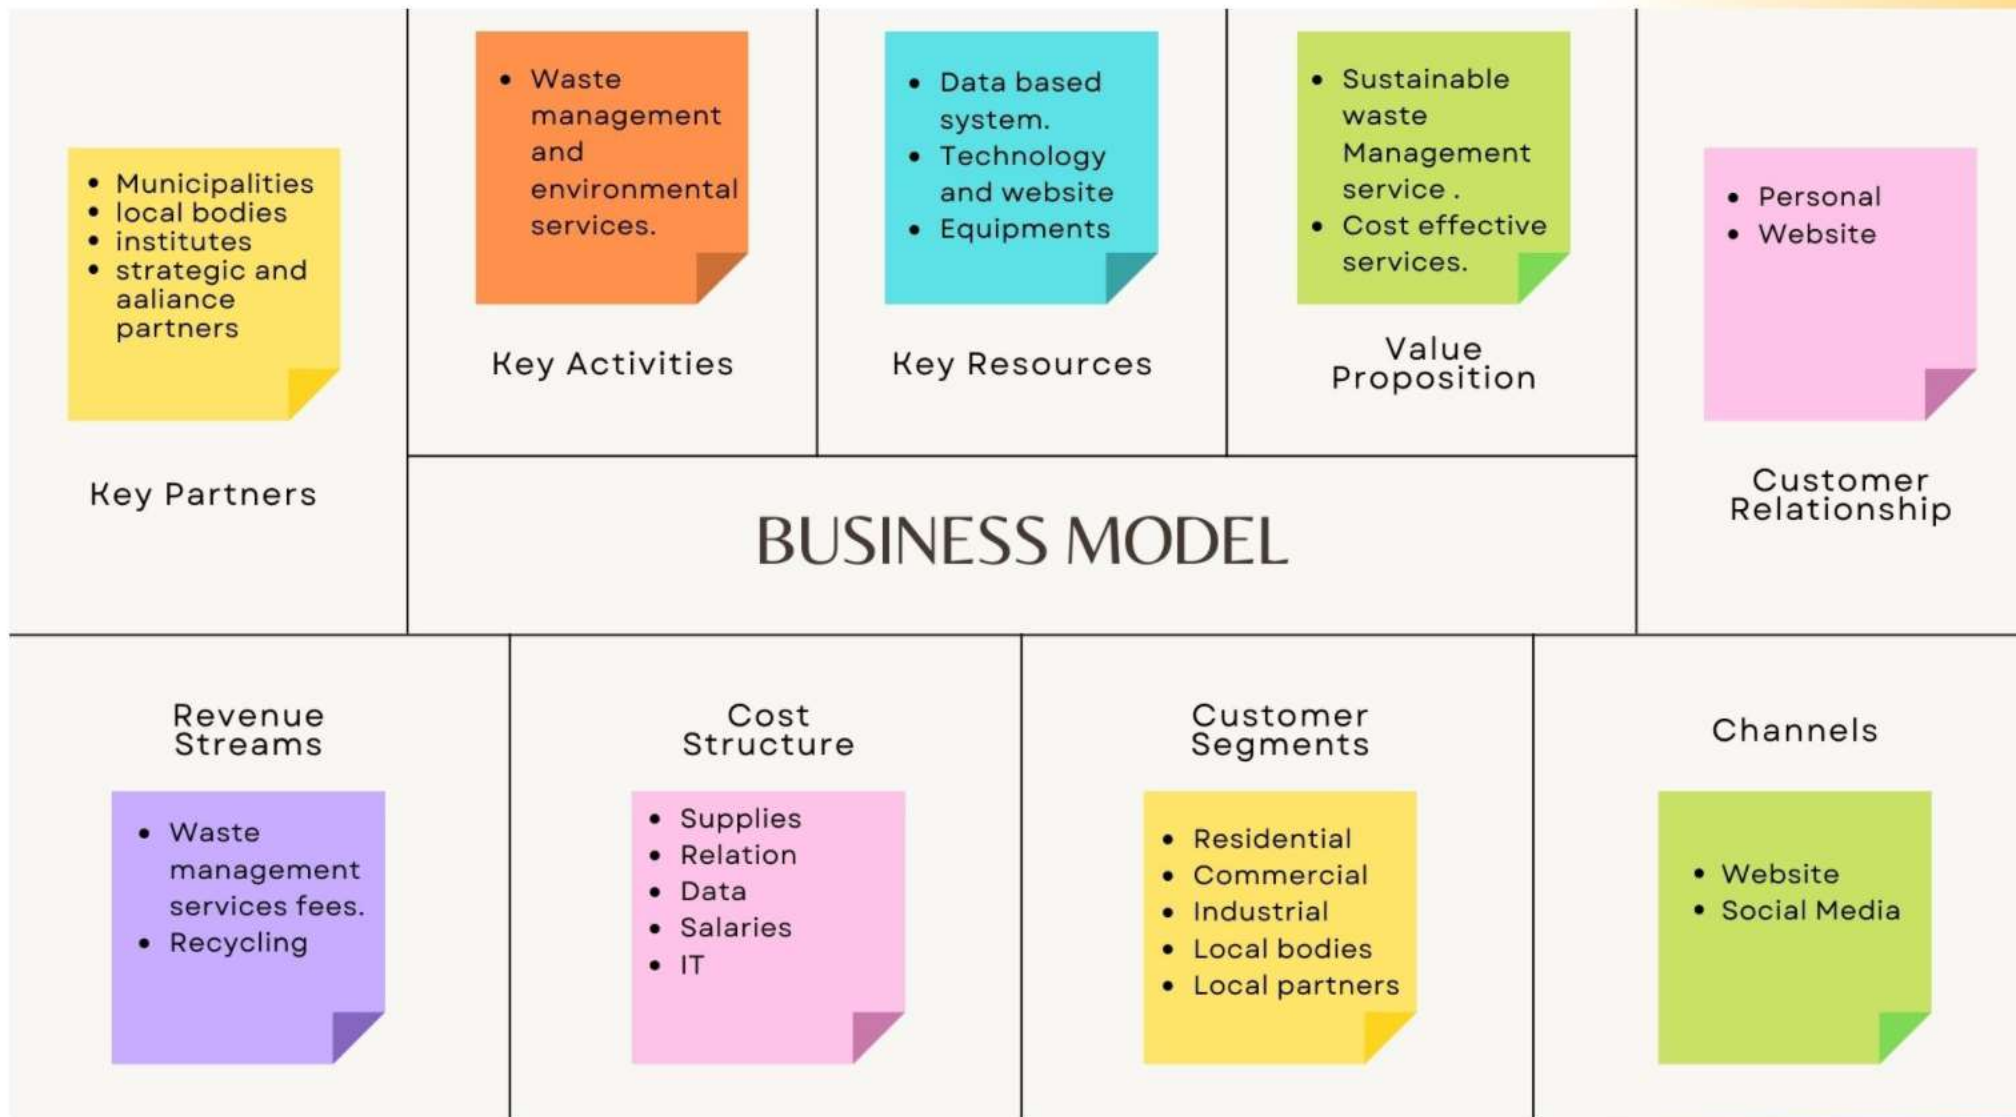 • Municipalities
• local bodies
• institutes
• strategic and
aaliance
partners
Key Partners
• Waste
management
and
environmental
services.
Key Activities
• Data based
system.
• Technology
and website
• Equipments
Key Resources
• Sustainable
waste
Management
service .
• Cost effective
services.
Value
Proposition
• Personal
• Website
Customer
Relationship
BUSINESS MODEL
Revenue
Streams
• Waste
management
services fees.
• Recycling
Cost
Structure
• Supplies
• Relation
• Data
• Salaries
• IT
Customer
Segments
• Residential
• Commercial
• Industrial
• Local bodies
• Local partners
Channels
• Website
• Social Media